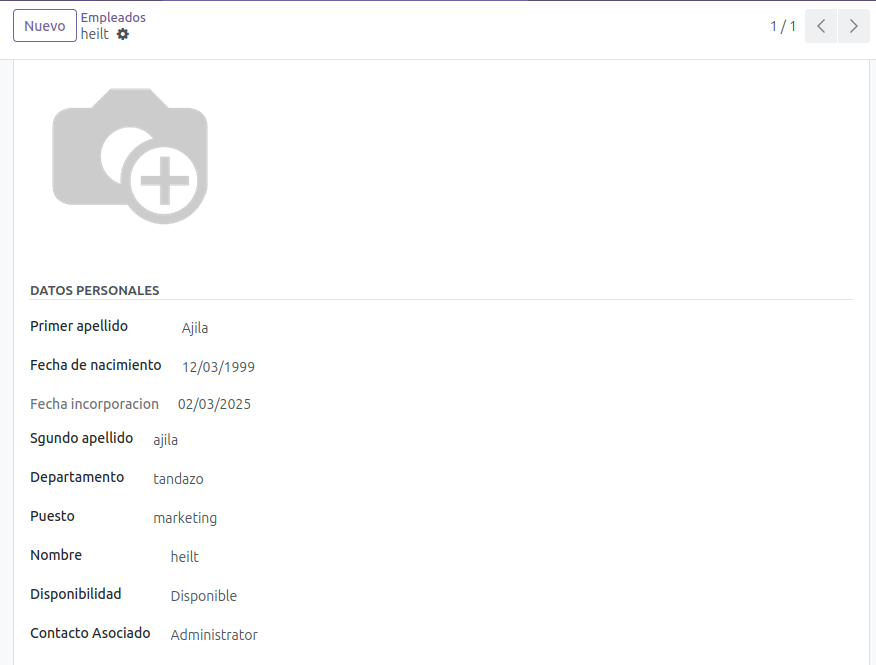 Nuevo
Empleados
heilt
1 / 1
DATOS PERSONALES
Primer apellido Ajila
Fecha de nacimiento 12/03/1999
Fecha incorporacion 02/03/2025
Sgundo apellido ajila
Departamento tandazo
Puesto marketing
Nombre heilt
Disponibilidad Disponible
Contacto Asociado Administrator